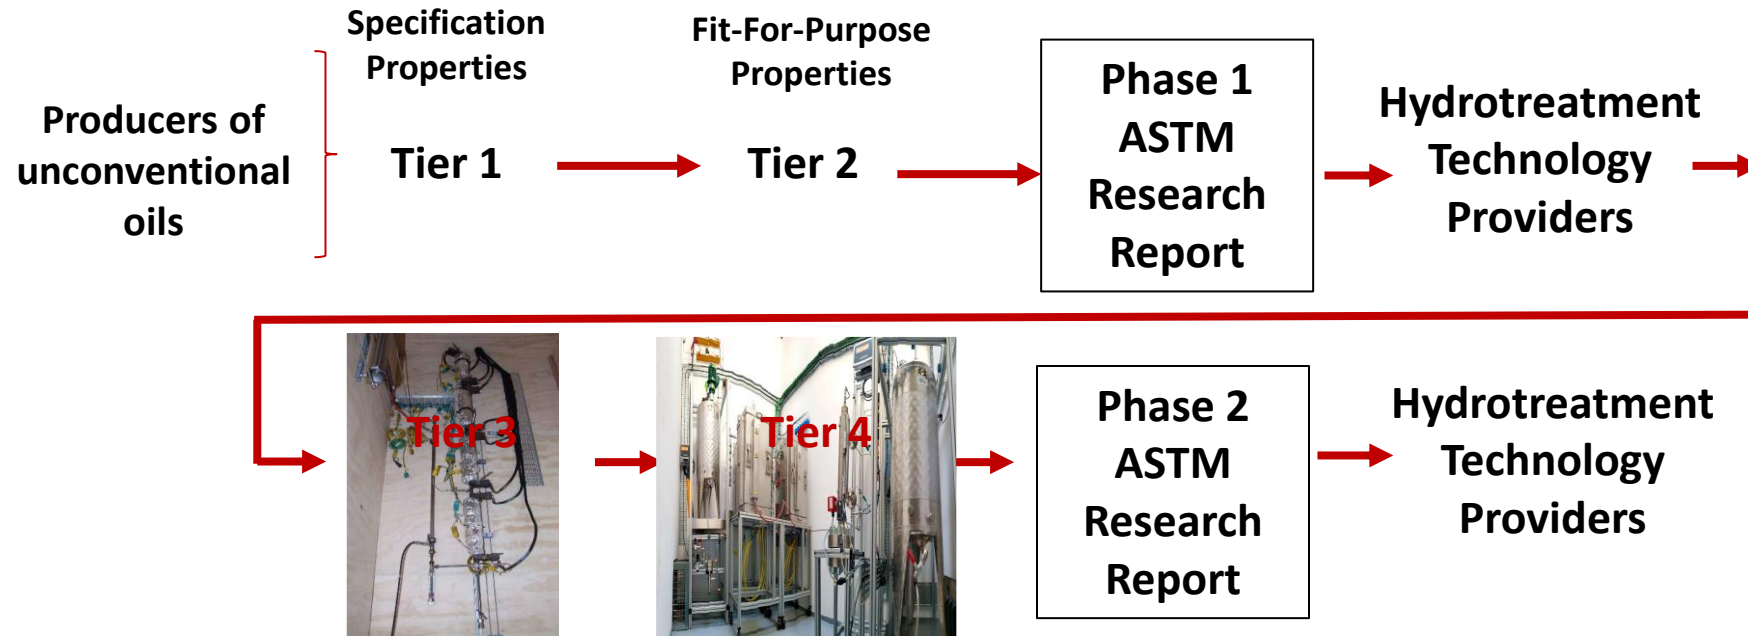 Producers of
unconventional
oils
Specification
Properties
Tier 1
Fit-For-Purpose
Properties
Tier 2
Phase 1
ASTM
Research
Report
Hydrotreatment
Technology
Providers
Tier 3
Tier 4
Phase 2
ASTM
Research
Report
Hydrotreatment
Technology
Providers